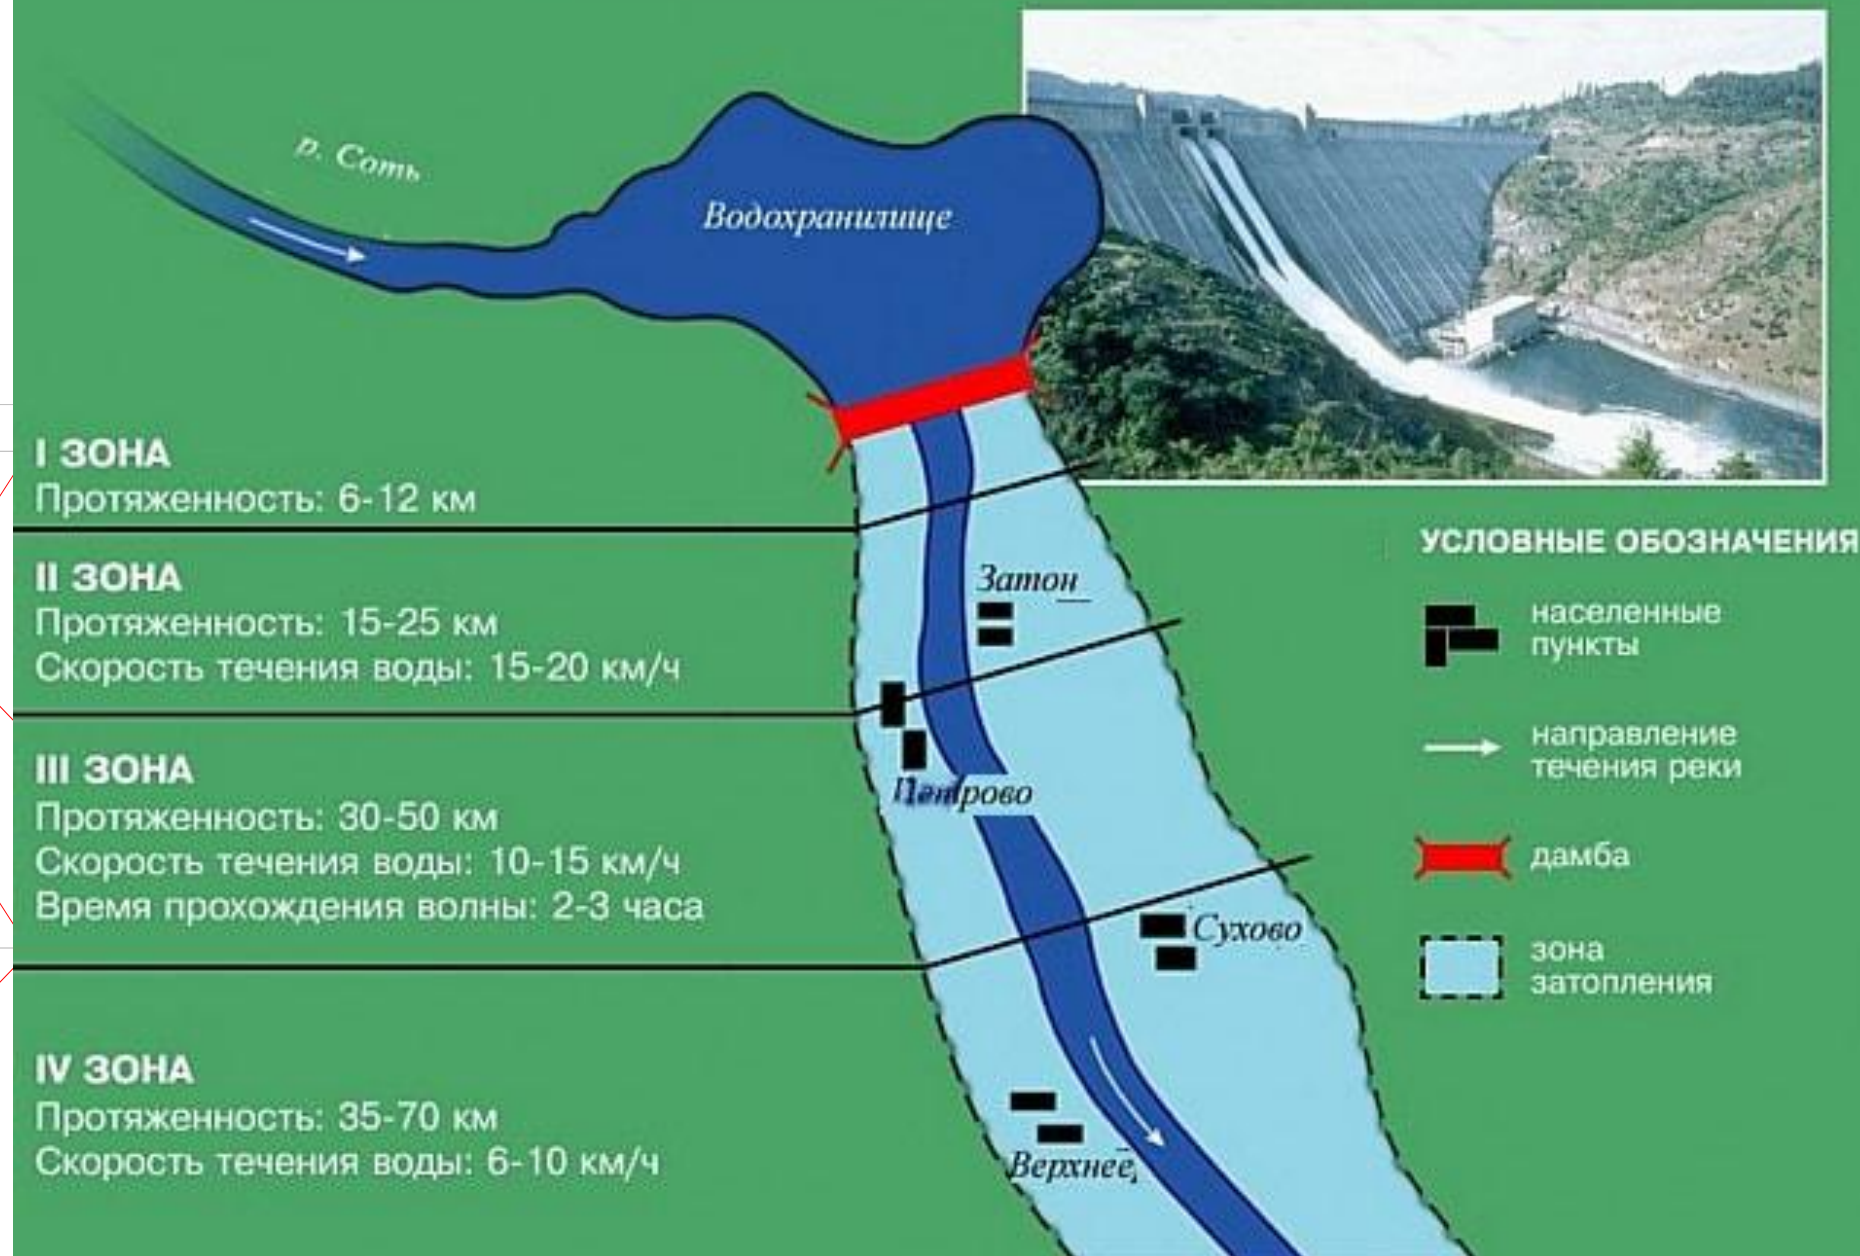 р. Соть
Водохранилище
I ЗОНА
Протяженность: 6-12 км
II ЗОНА
Протяженность: 15-25 км
Скорость течения воды: 15-20 км/ч
III ЗОНА
Протяженность: 30-50 км
Скорость течения воды: 10-15 км/ч
Время прохождения волны: 2-3 часа
IV ЗОНА
Протяженность: 35-70 км
Скорость течения воды: 6-10 км/ч
Затон
Петрово
Сухово
Верхнее,
УСЛОВНЫЕ ОБОЗНАЧЕНИЯ
населенные
пункты
направление
течения реки
дамба
зона
затопления